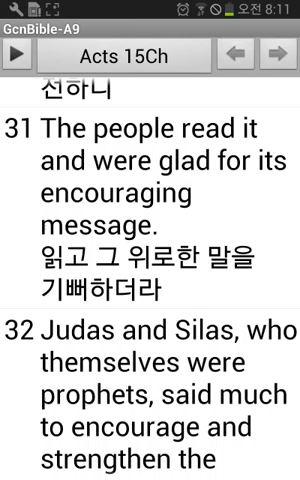 오전 8:11
GcnBible-A9
Acts 15Ch
전하니
31 The people read it
and were glad for its
encouraging
message.
읽고 그 위로한 말을
기뻐하더라
32 Judas and Silas, who
themselves were
prophets, said much
to encourage and
strengthen the